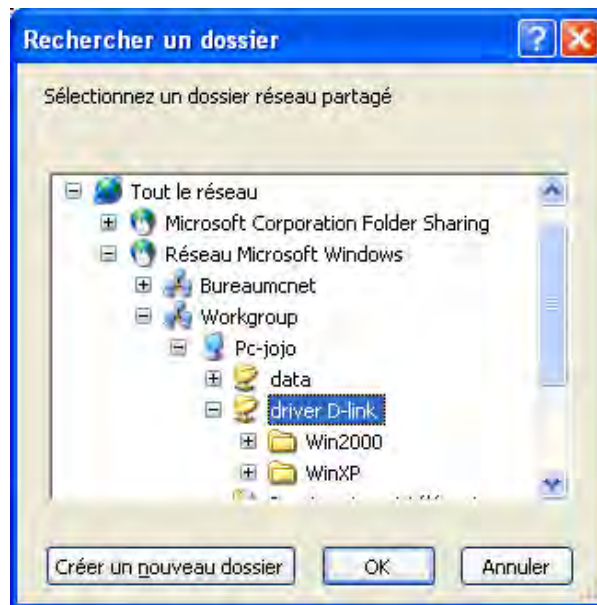 Rechercher un dossier
Sélectionnez un dossier réseau partagé
Tout le réseau
Microsoft Corporation Folder Sharing
Réseau Microsoft Windows
Bureaumcnet
Workgroup
Pc-jojo
data
driver D-link
Win2000
WinXP
Créer un nouveau dossier OK Annuler